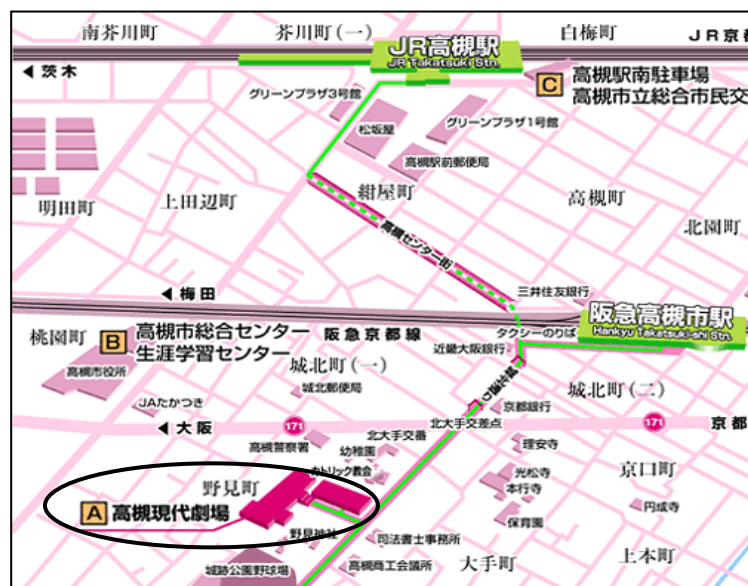 南芥川町
芥川町(一)
白梅町
JR京都
JR高槻駅
JR Takatsuki Stn.
茨木
C
高槻駅南駐車場
高槻市立総合市民交
グリーンプラザ3号館
松坂屋
グリーンプラザ1号館
高槻駅前郵便局
紺屋町
高槻町
明田町
上田辺町
北園町
高槻センター街
梅田
三井住友銀行
阪急高槻市駅
Hankyu Takatsuki-shi Stn.
タクシーのりば
桃園町
B
高槻市総合センター
生涯学習センター
阪急京都線
近畿大阪銀行
高槻市役所
城北町(一)
城北郵便局
城北町(二)
JAたかつき
京都銀行
大阪
171
北大手交差点
171
京都
高槻警察署
北大手交番
幼稚園
カトリック教会
理安寺
光松寺
本行寺
京口町
野見町
A
高槻現代劇場
保育園
円成寺
野見神社
司法書士事務所
城跡公園野球場
高槻商工会議所
大手町
上本町